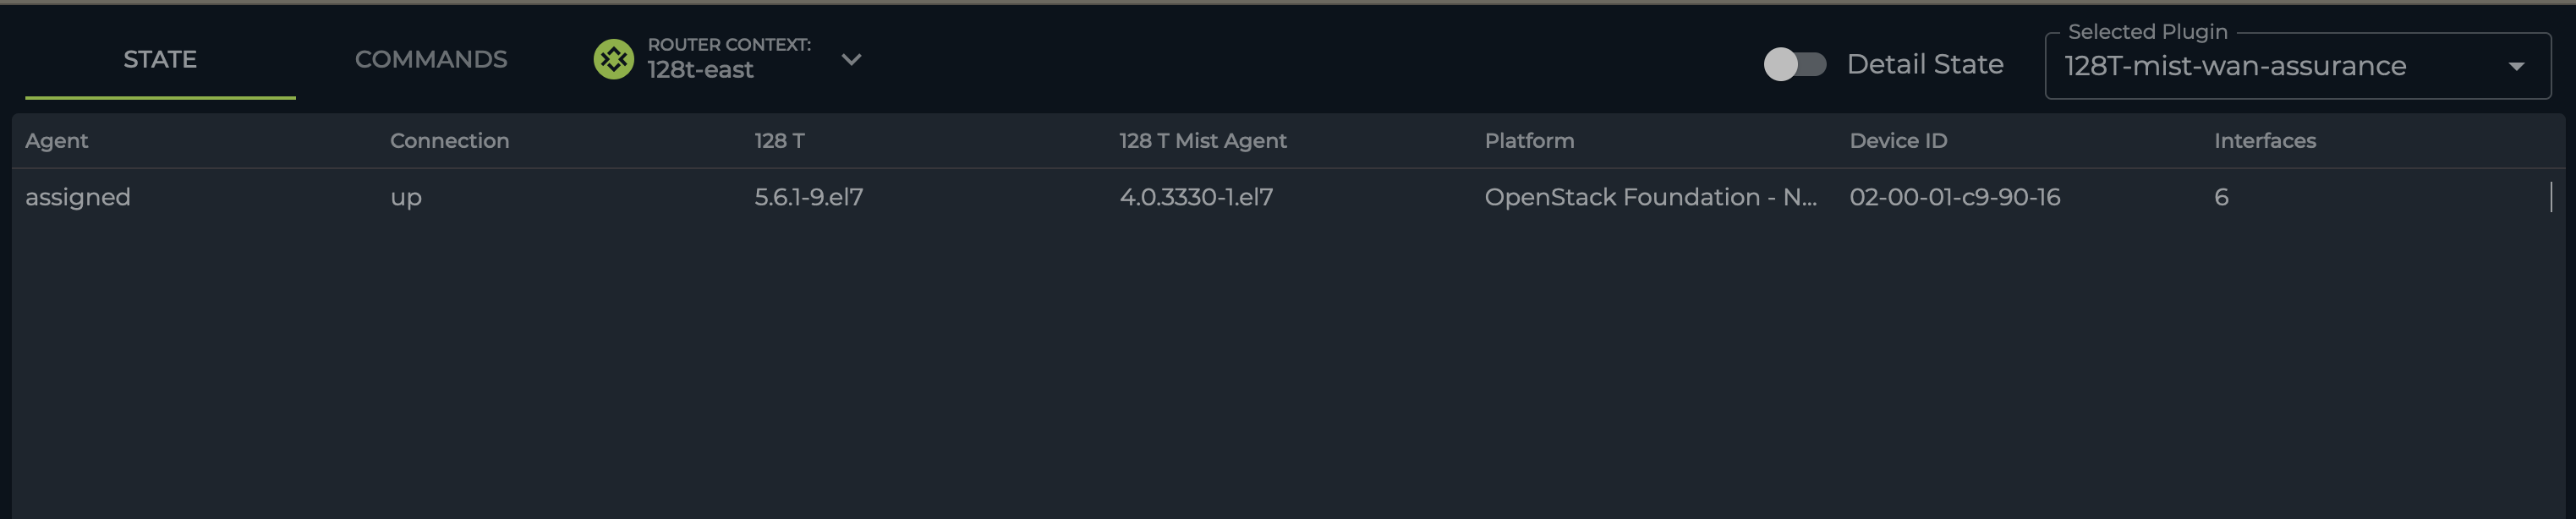 STATE COMMANDS ROUTER CONTEXT: 128t-east Detail State Selected Plugin 128T-mist-wan-assurance
Agent Connection 128 T 128 T Mist Agent Platform Device ID Interfaces
assigned up 5.6.1-9.el7 4.0.3330-1.el7 OpenStack Foundation - N... 02-00-01-c9-90-16 6